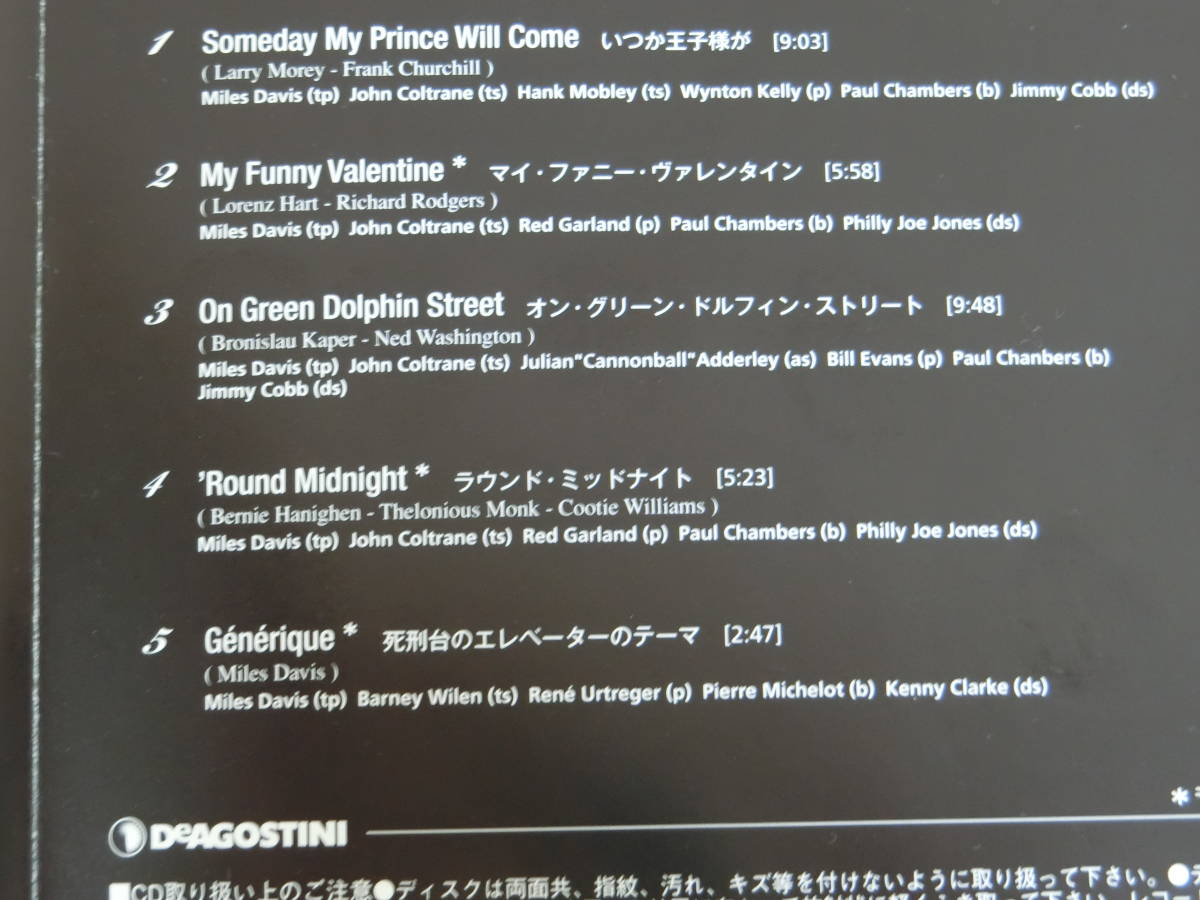 1 Someday My Prince Will Come いつか王子様が [9:03]
( Larry Morey - Frank Churchill )
Miles Davis (tp) John Coltrane (ts) Hank Mobley (ts) Wynton Kelly (p) Paul Chambers (b) Jimmy Cobb (ds)
2 My Funny Valentine * マイ・ファニー・ヴァレンタイン [5:58]
( Lorenz Hart - Richard Rodgers )
Miles Davis (tp) John Coltrane (ts) Red Garland (p) Paul Chambers (b) Philly Joe Jones (ds)
3 On Green Dolphin Street オン・グリーン・ドルフィン・ストリート [9:48]
( Bronislau Kaper - Ned Washington )
Miles Davis (tp) John Coltrane (ts) Julian"Cannonball"Adderley (as) Bill Evans (p) Paul Chanbers (b)
Jimmy Cobb (ds)
4 'Round Midnight * ラウンド・ミッドナイト [5:23]
( Bernie Hanighen - Thelonious Monk - Cootie Williams )
Miles Davis (tp) John Coltrane (ts) Red Garland (p) Paul Chambers (b) Philly Joe Jones (ds)
5 Générique * 死刑台のエレベーターのテーマ [2:47]
( Miles Davis )
Miles Davis (tp) Barney Wilen (ts) René Urtreger (p) Pierre Michelot (b) Kenny Clarke (ds)
*
DeAGOSTINI
■CD取り扱い上のご注意●ディスクは両面共、指紋、汚れ、キズ等を付けないように取り扱って下さい。●